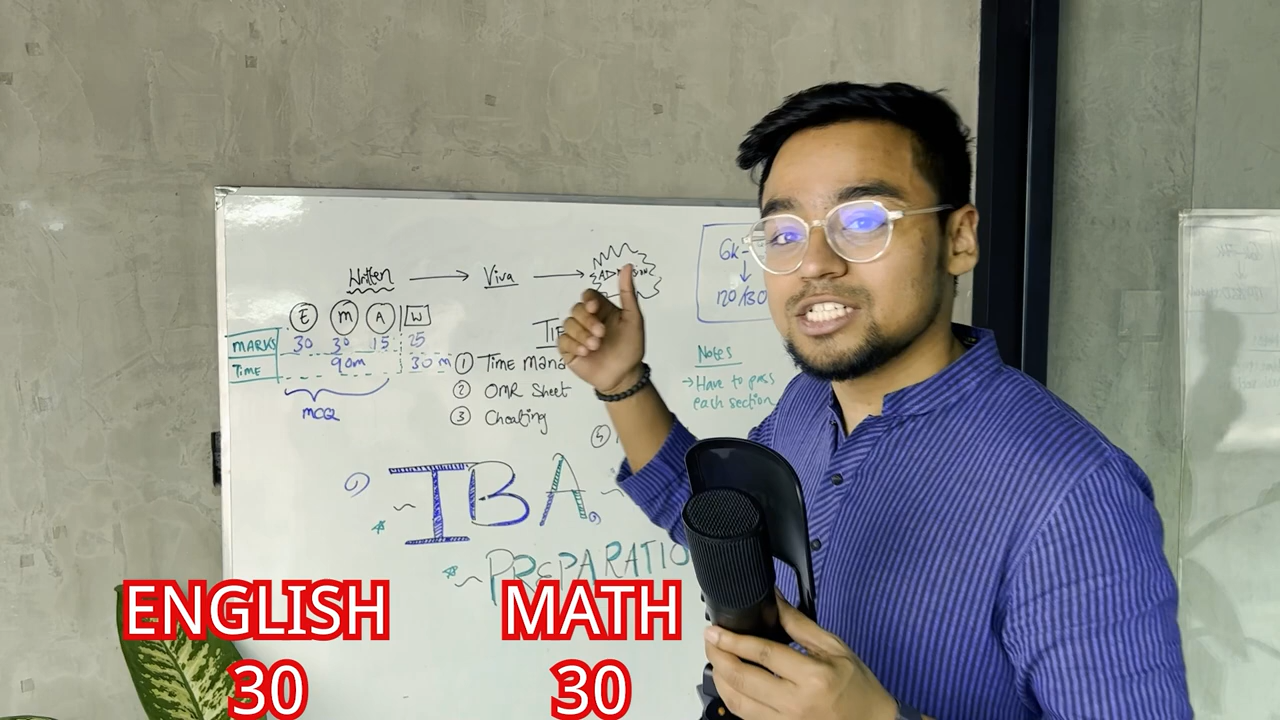 Written → Viva →
E M A | W
MARKS 30 30 15 25
Time 90m 30m
MCQ
① Time Mana
② OMR Sheet
③ Cheating
6k
↓
120/130
Notes
→ Have to pass
each section
IBA
PREPARATIO
ENGLISH MATH
30 30